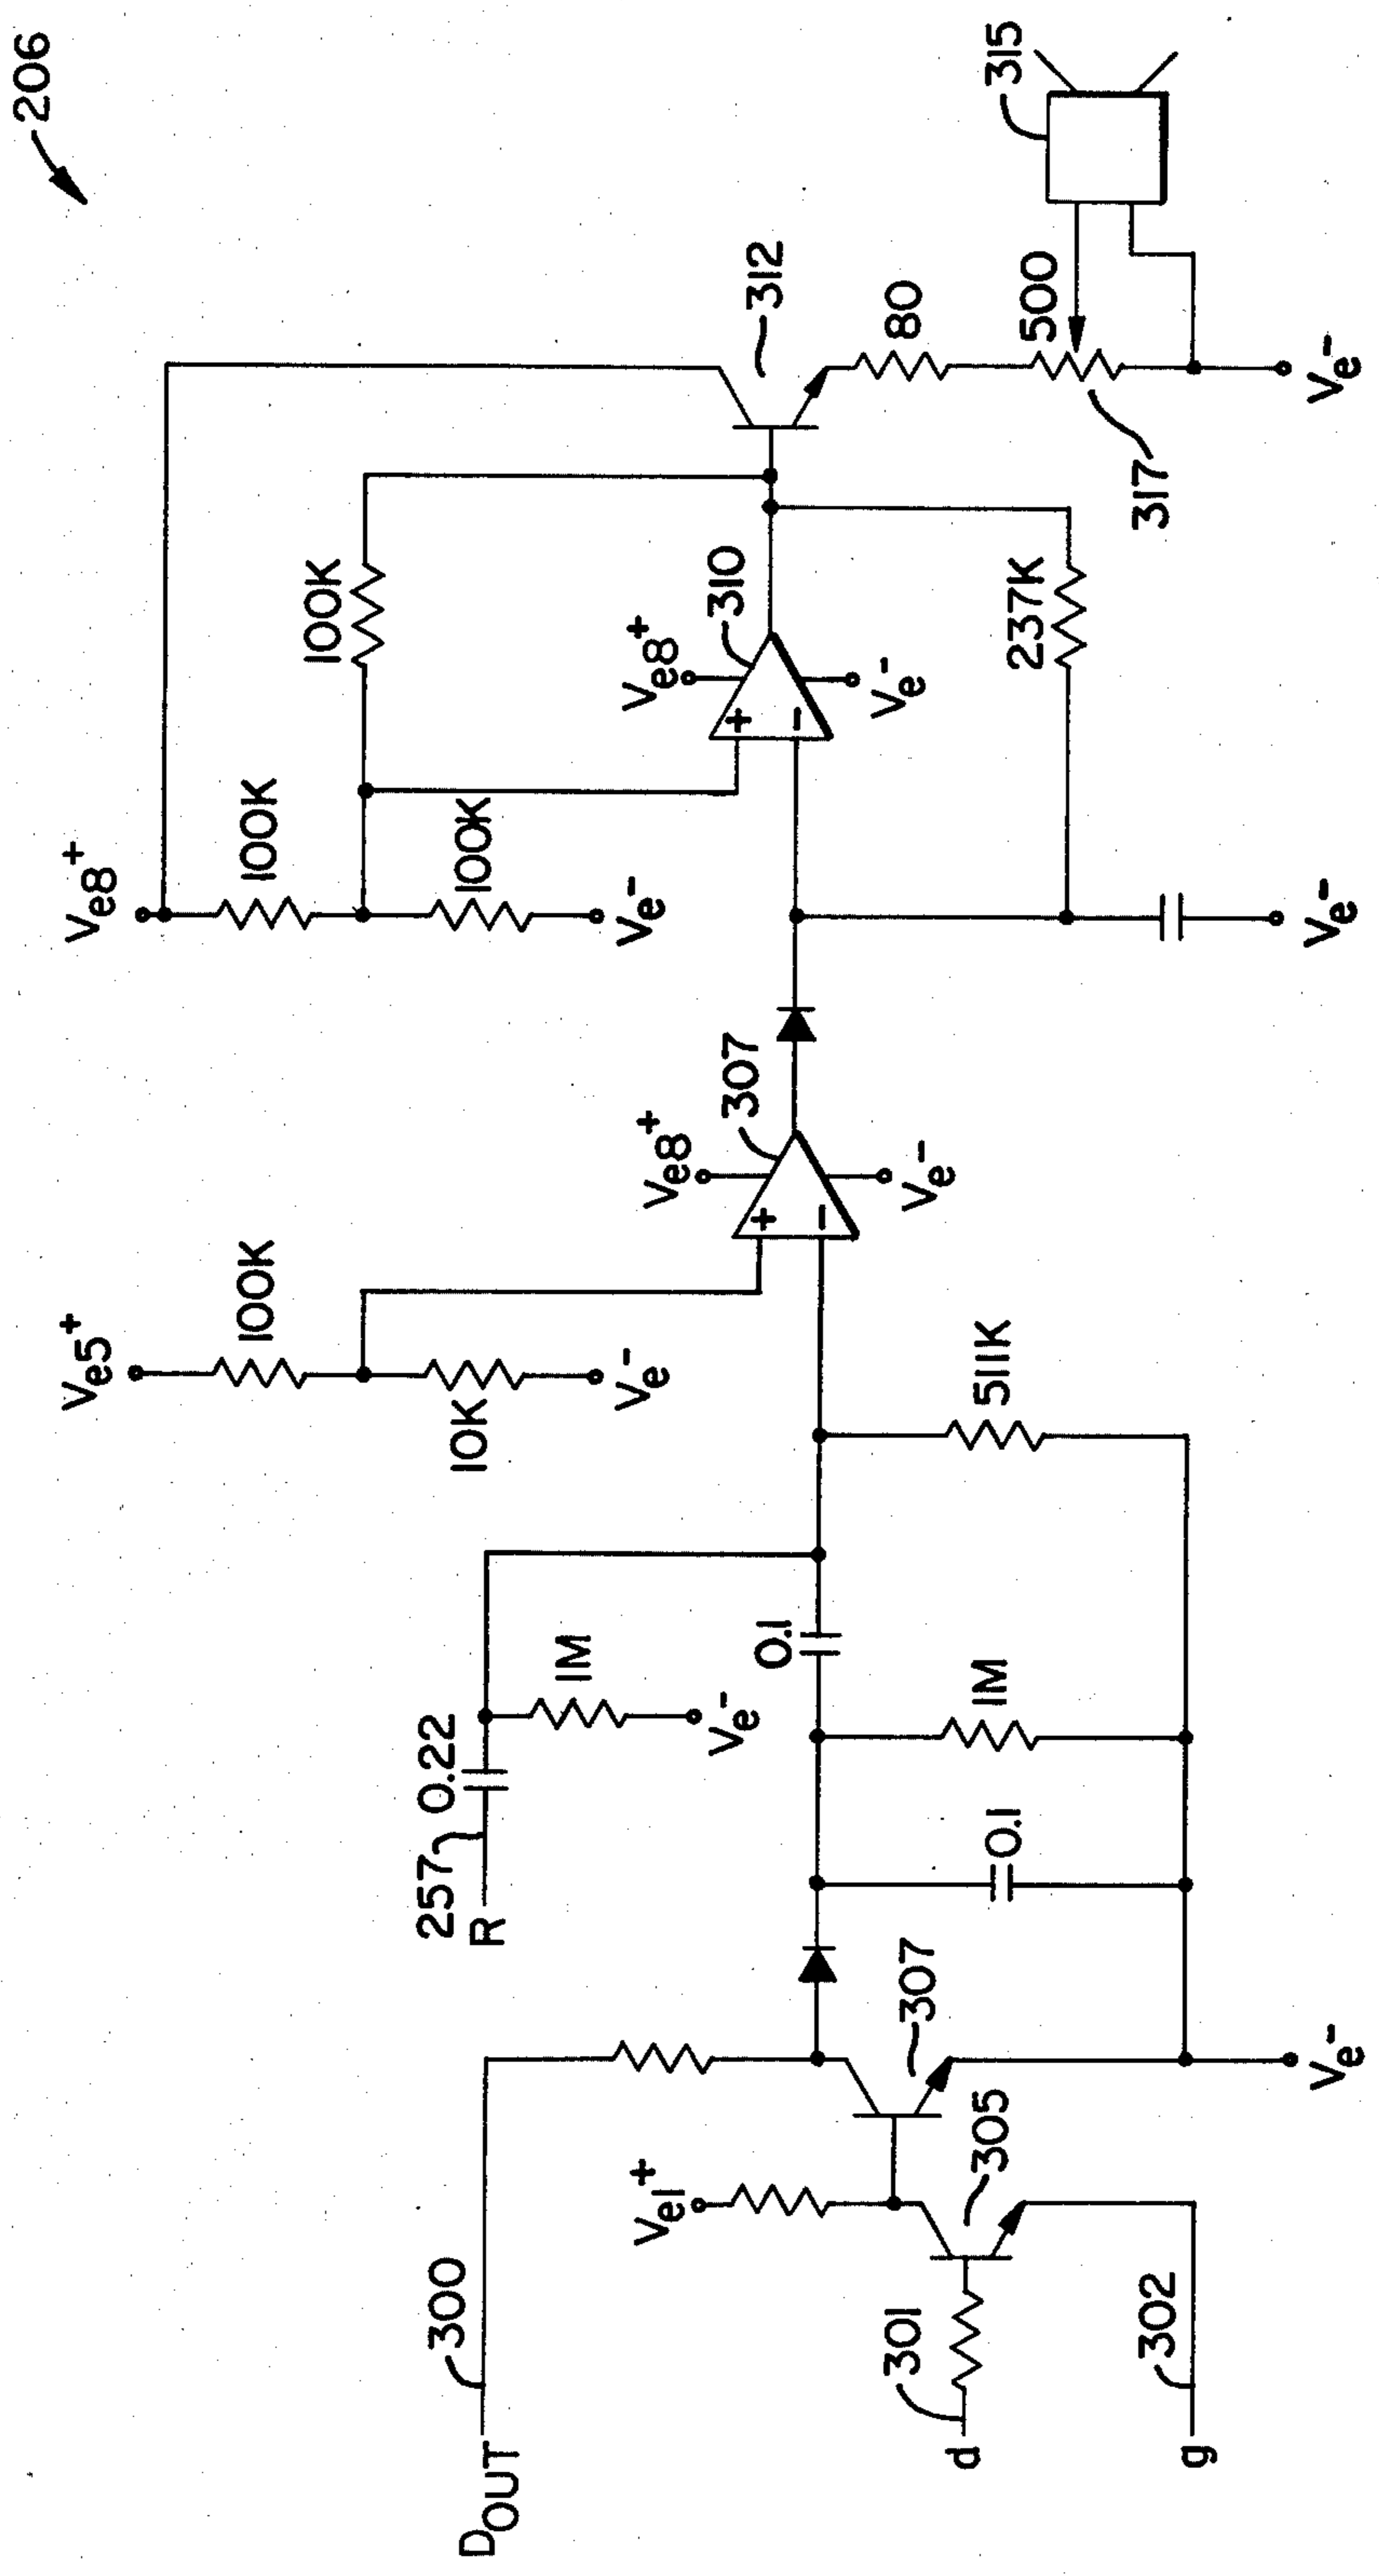 206
Ve8+
100K
100K
Ve-
100K
Ve8+
310
Ve-
237K
Ve-
312
80
500
317
315
Ve-
Ve5+
100K
10K
Ve-
Ve8+
307
Ve-
511K
257
0.22
R
1M
Ve-
0.1
1M
0.1
300
DOUT
Ve1+
307
305
301
d
302
g
Ve-